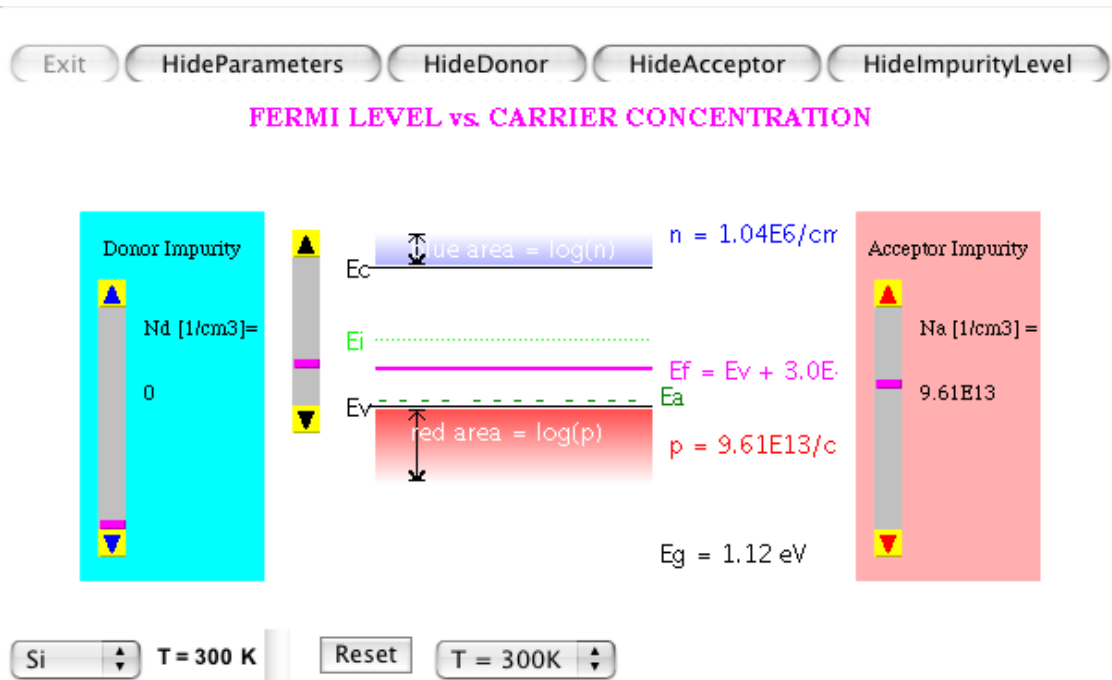 Exit HideParameters HideDonor HideAcceptor HideImpurityLevel
FERMI LEVEL vs. CARRIER CONCENTRATION
Donor Impurity
Nd [1/cm3]=
0
blue area = log(n)
Ec
Ei
Ev
red area = log(p)
n = 1.04E6/cm
Ef = Ev + 3.0E-
Ea
p = 9.61E13/c
Eg = 1.12 eV
Acceptor Impurity
Na [1/cm3] =
9.61E13
Si T = 300 K Reset T = 300K